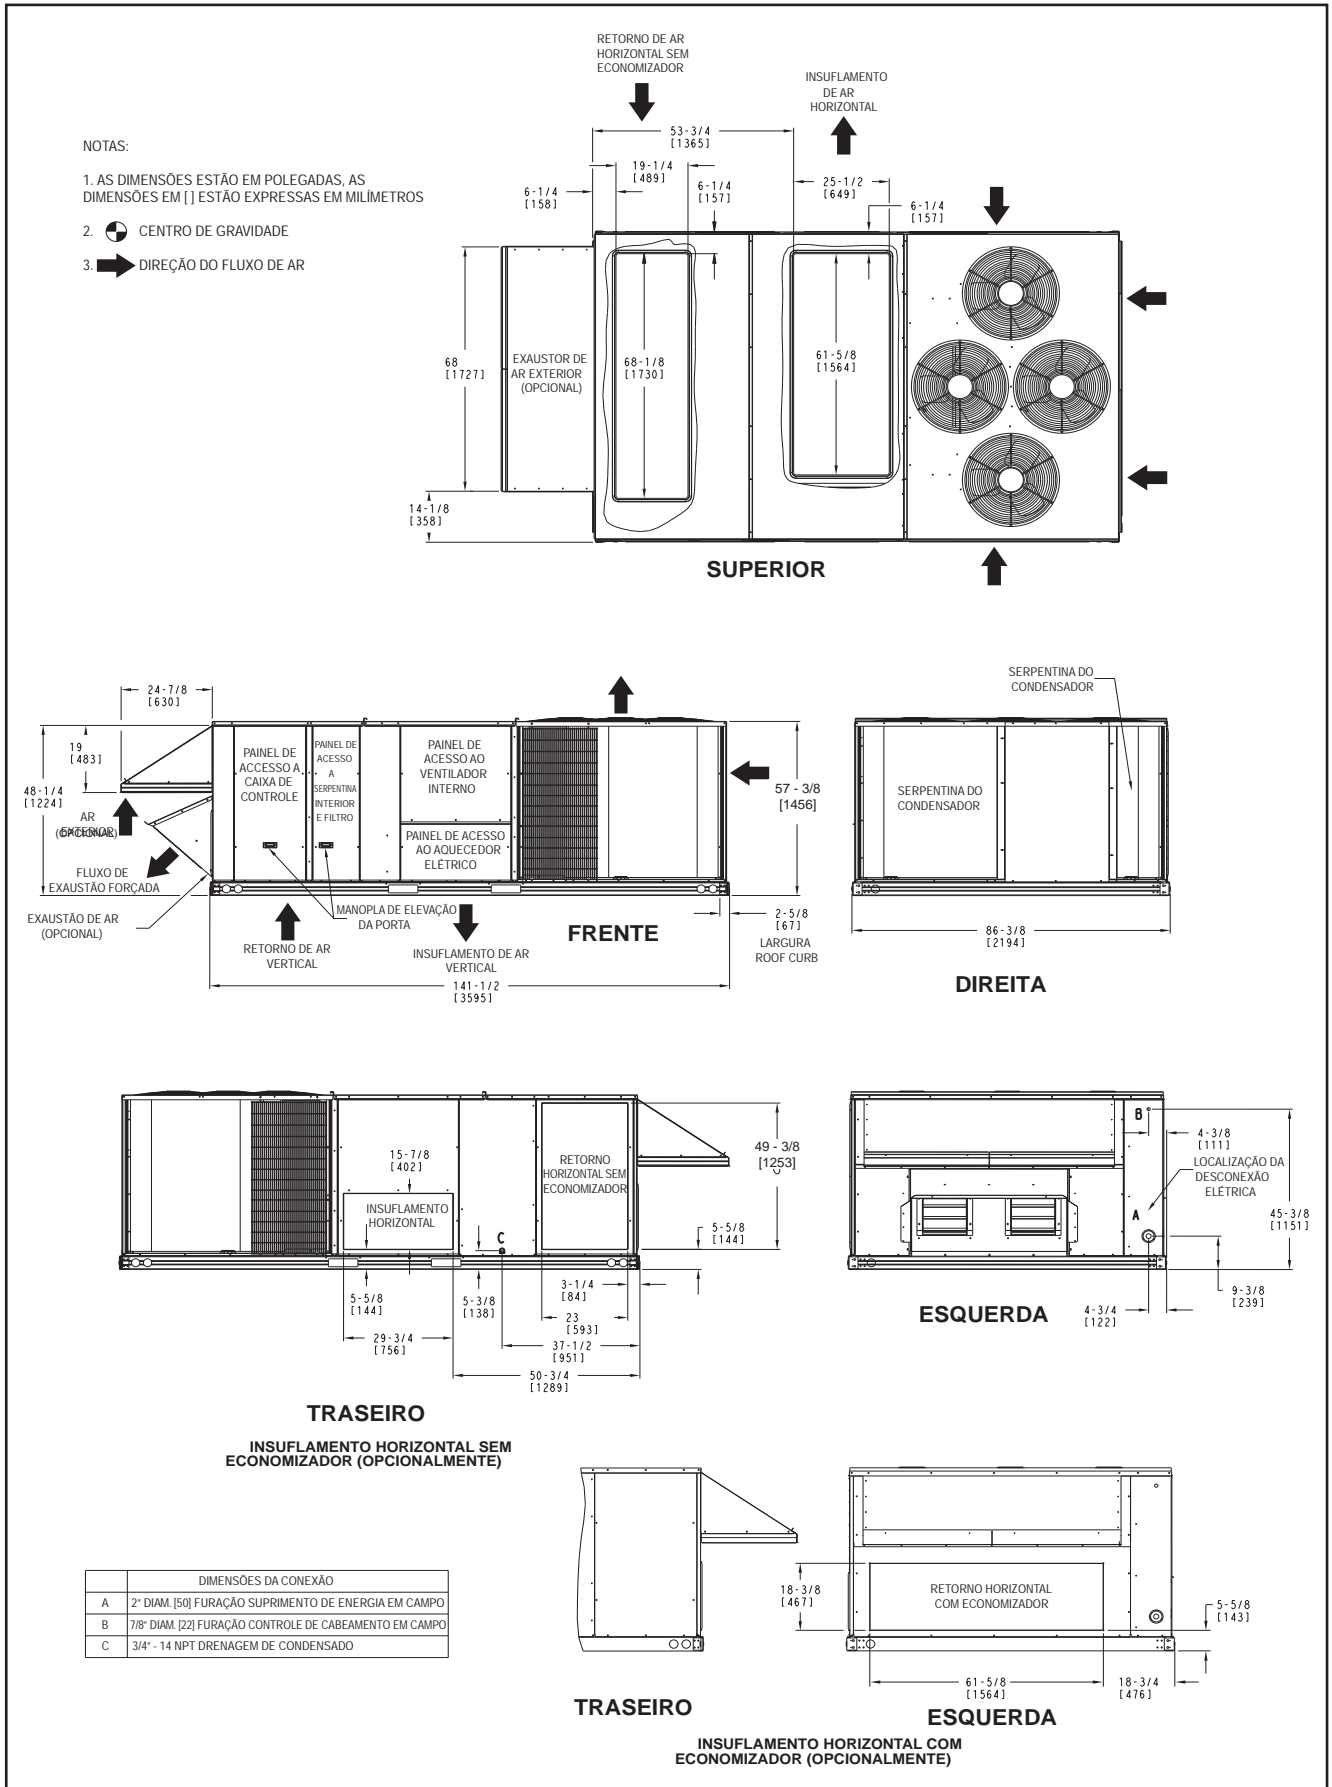 RETORNO DE AR
HORIZONTAL SEM
ECONOMIZADOR
INSUFLAMENTO
DE AR
HORIZONTAL
NOTAS:
1. AS DIMENSÕES ESTÃO EM POLEGADAS, AS
DIMENSÕES EM [ ] ESTÃO EXPRESSAS EM MILÍMETROS
2. CENTRO DE GRAVIDADE
3. DIREÇÃO DO FLUXO DE AR
53-3/4
[1365]
19-1/4
[489]
6-1/4
[158]
6-1/4
[157]
25-1/2
[649]
6-1/4
[157]
68
[1727]
EXAUSTOR DE
AR EXTERIOR
(OPCIONAL)
68-1/8
[1730]
61-5/8
[1564]
14-1/8
[358]
SUPERIOR
24-7/8
[630]
19
[483]
48-1/4
[1224]
AR
EXTERIOR
(OPCIONAL)
FLUXO DE
EXAUSTÃO FORÇADA
EXAUSTÃO DE AR
(OPCIONAL)
PAINEL DE
ACCESSO A
CAIXA DE
CONTROLE
PAINEL DE
ACESSO
A
SERPENTINA
INTERIOR
E FILTRO
PAINEL DE
ACESSO AO
VENTILADOR
INTERNO
PAINEL DE ACESSO
AO AQUECEDOR
ELÉTRICO
57 - 3/8
[1456]
MANOPLA DE ELEVAÇÃO
DA PORTA
RETORNO DE AR
VERTICAL
INSUFLAMENTO DE AR
VERTICAL
FRENTE
2-5/8
[67]
LARGURA
ROOF CURB
141-1/2
[3595]
SERPENTINA DO
CONDENSADOR
SERPENTINA DO
CONDENSADOR
86-3/8
[2194]
DIREITA
15-7/8
[402]
INSUFLAMENTO
HORIZONTAL
C
RETORNO
HORIZONTAL SEM
ECONOMIZADOR
49 - 3/8
[1253]
5-5/8
[144]
5-5/8
[144]
5-3/8
[138]
3-1/4
[84]
23
[593]
29-3/4
[756]
37-1/2
[951]
50-3/4
[1289]
TRASEIRO
INSUFLAMENTO HORIZONTAL SEM
ECONOMIZADOR (OPCIONALMENTE)
B
4-3/8
[111]
LOCALIZAÇÃO DA
DESCONEXÃO
ELÉTRICA
A
45-3/8
[1151]
9-3/8
[239]
4-3/4
[122]
ESQUERDA
DIMENSÕES DA CONEXÃO
A 2" DIAM. [50] FURAÇÃO SUPRIMENTO DE ENERGIA EM CAMPO
B 7/8" DIAM. [22] FURAÇÃO CONTROLE DE CABEAMENTO EM CAMPO
C 3/4" - 14 NPT DRENAGEM DE CONDENSADO
18-3/8
[467]
RETORNO HORIZONTAL
COM ECONOMIZADOR
5-5/8
[143]
61-5/8
[1564]
18-3/4
[476]
TRASEIRO
ESQUERDA
INSUFLAMENTO HORIZONTAL COM
ECONOMIZADOR (OPCIONALMENTE)